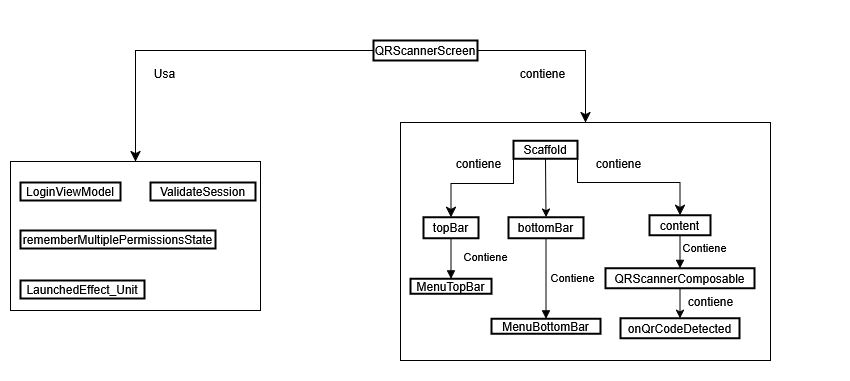 QRScannerScreen
Usa
contiene
LoginViewModel
ValidateSession
rememberMultiplePermissionsState
LaunchedEffect_Unit
Scaffold
contiene
contiene
topBar
bottomBar
content
Contiene
Contiene
Contiene
MenuTopBar
QRScannerComposable
contiene
MenuBottomBar
onQrCodeDetected